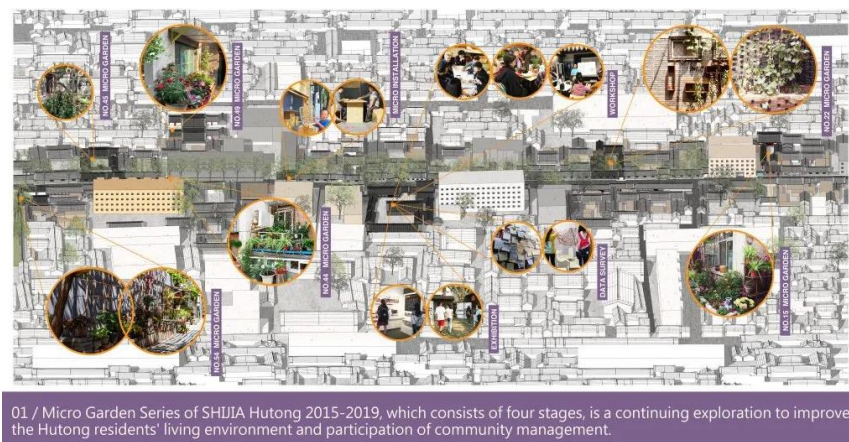 NO.45 MICRO GARDEN
NO.49 MICRO GARDEN
MICRO INSTALLATION
WORKSHOP
NO.22 MICRO GARDEN
NO.54 MICRO GARDEN
NO.44 MICRO GARDEN
EXHIBITION
DATA SURVEY
NO.15 MICRO GARDEN
01 / Micro Garden Series of SHIJIA Hutong 2015-2019, which consists of four stages, is a continuing exploration to improve
the Hutong residents' living environment and participation of community management.